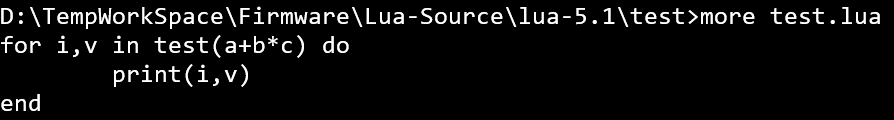 D:\TempWorkSpace\Firmware\Lua-Source\lua-5.1\test>more test.lua
for i,v in test(a+b*c) do
        print(i,v)
end